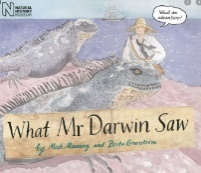 NATURAL
HISTORY
MUSEUM
What an
adventure!
What Mr Darwin Saw
by Mick Manning and Brita Granström